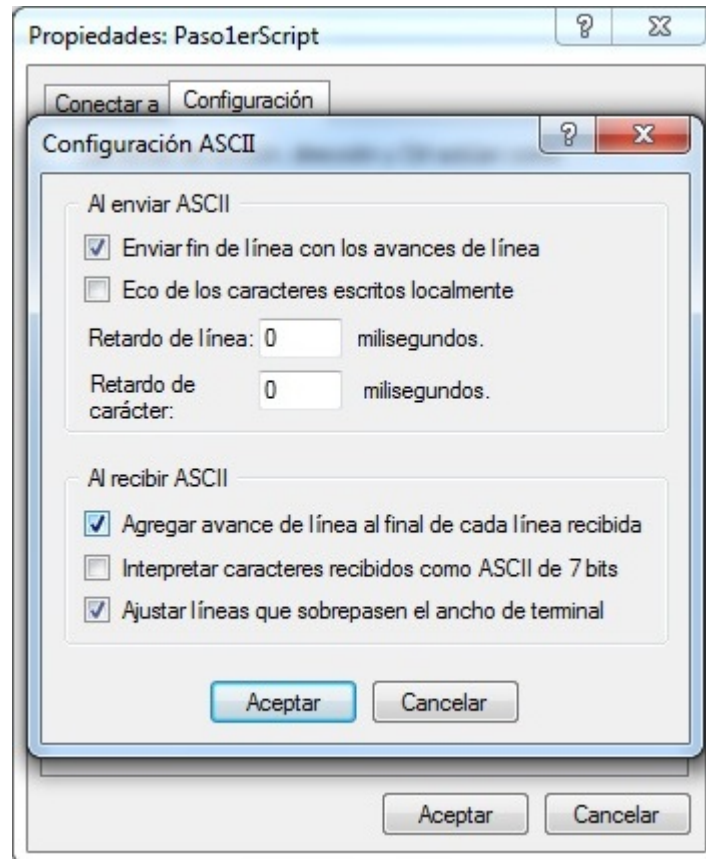 Propiedades: Paso1erScript
Conectar a
Configuración
Configuración ASCII
Al enviar ASCII
Enviar fin de línea con los avances de línea
Eco de los caracteres escritos localmente
Retardo de línea: 0 milisegundos.
Retardo de
carácter: 0 milisegundos.
Al recibir ASCII
Agregar avance de línea al final de cada línea recibida
Interpretar caracteres recibidos como ASCII de 7 bits
Ajustar líneas que sobrepasen el ancho de terminal
Aceptar Cancelar
Aceptar Cancelar